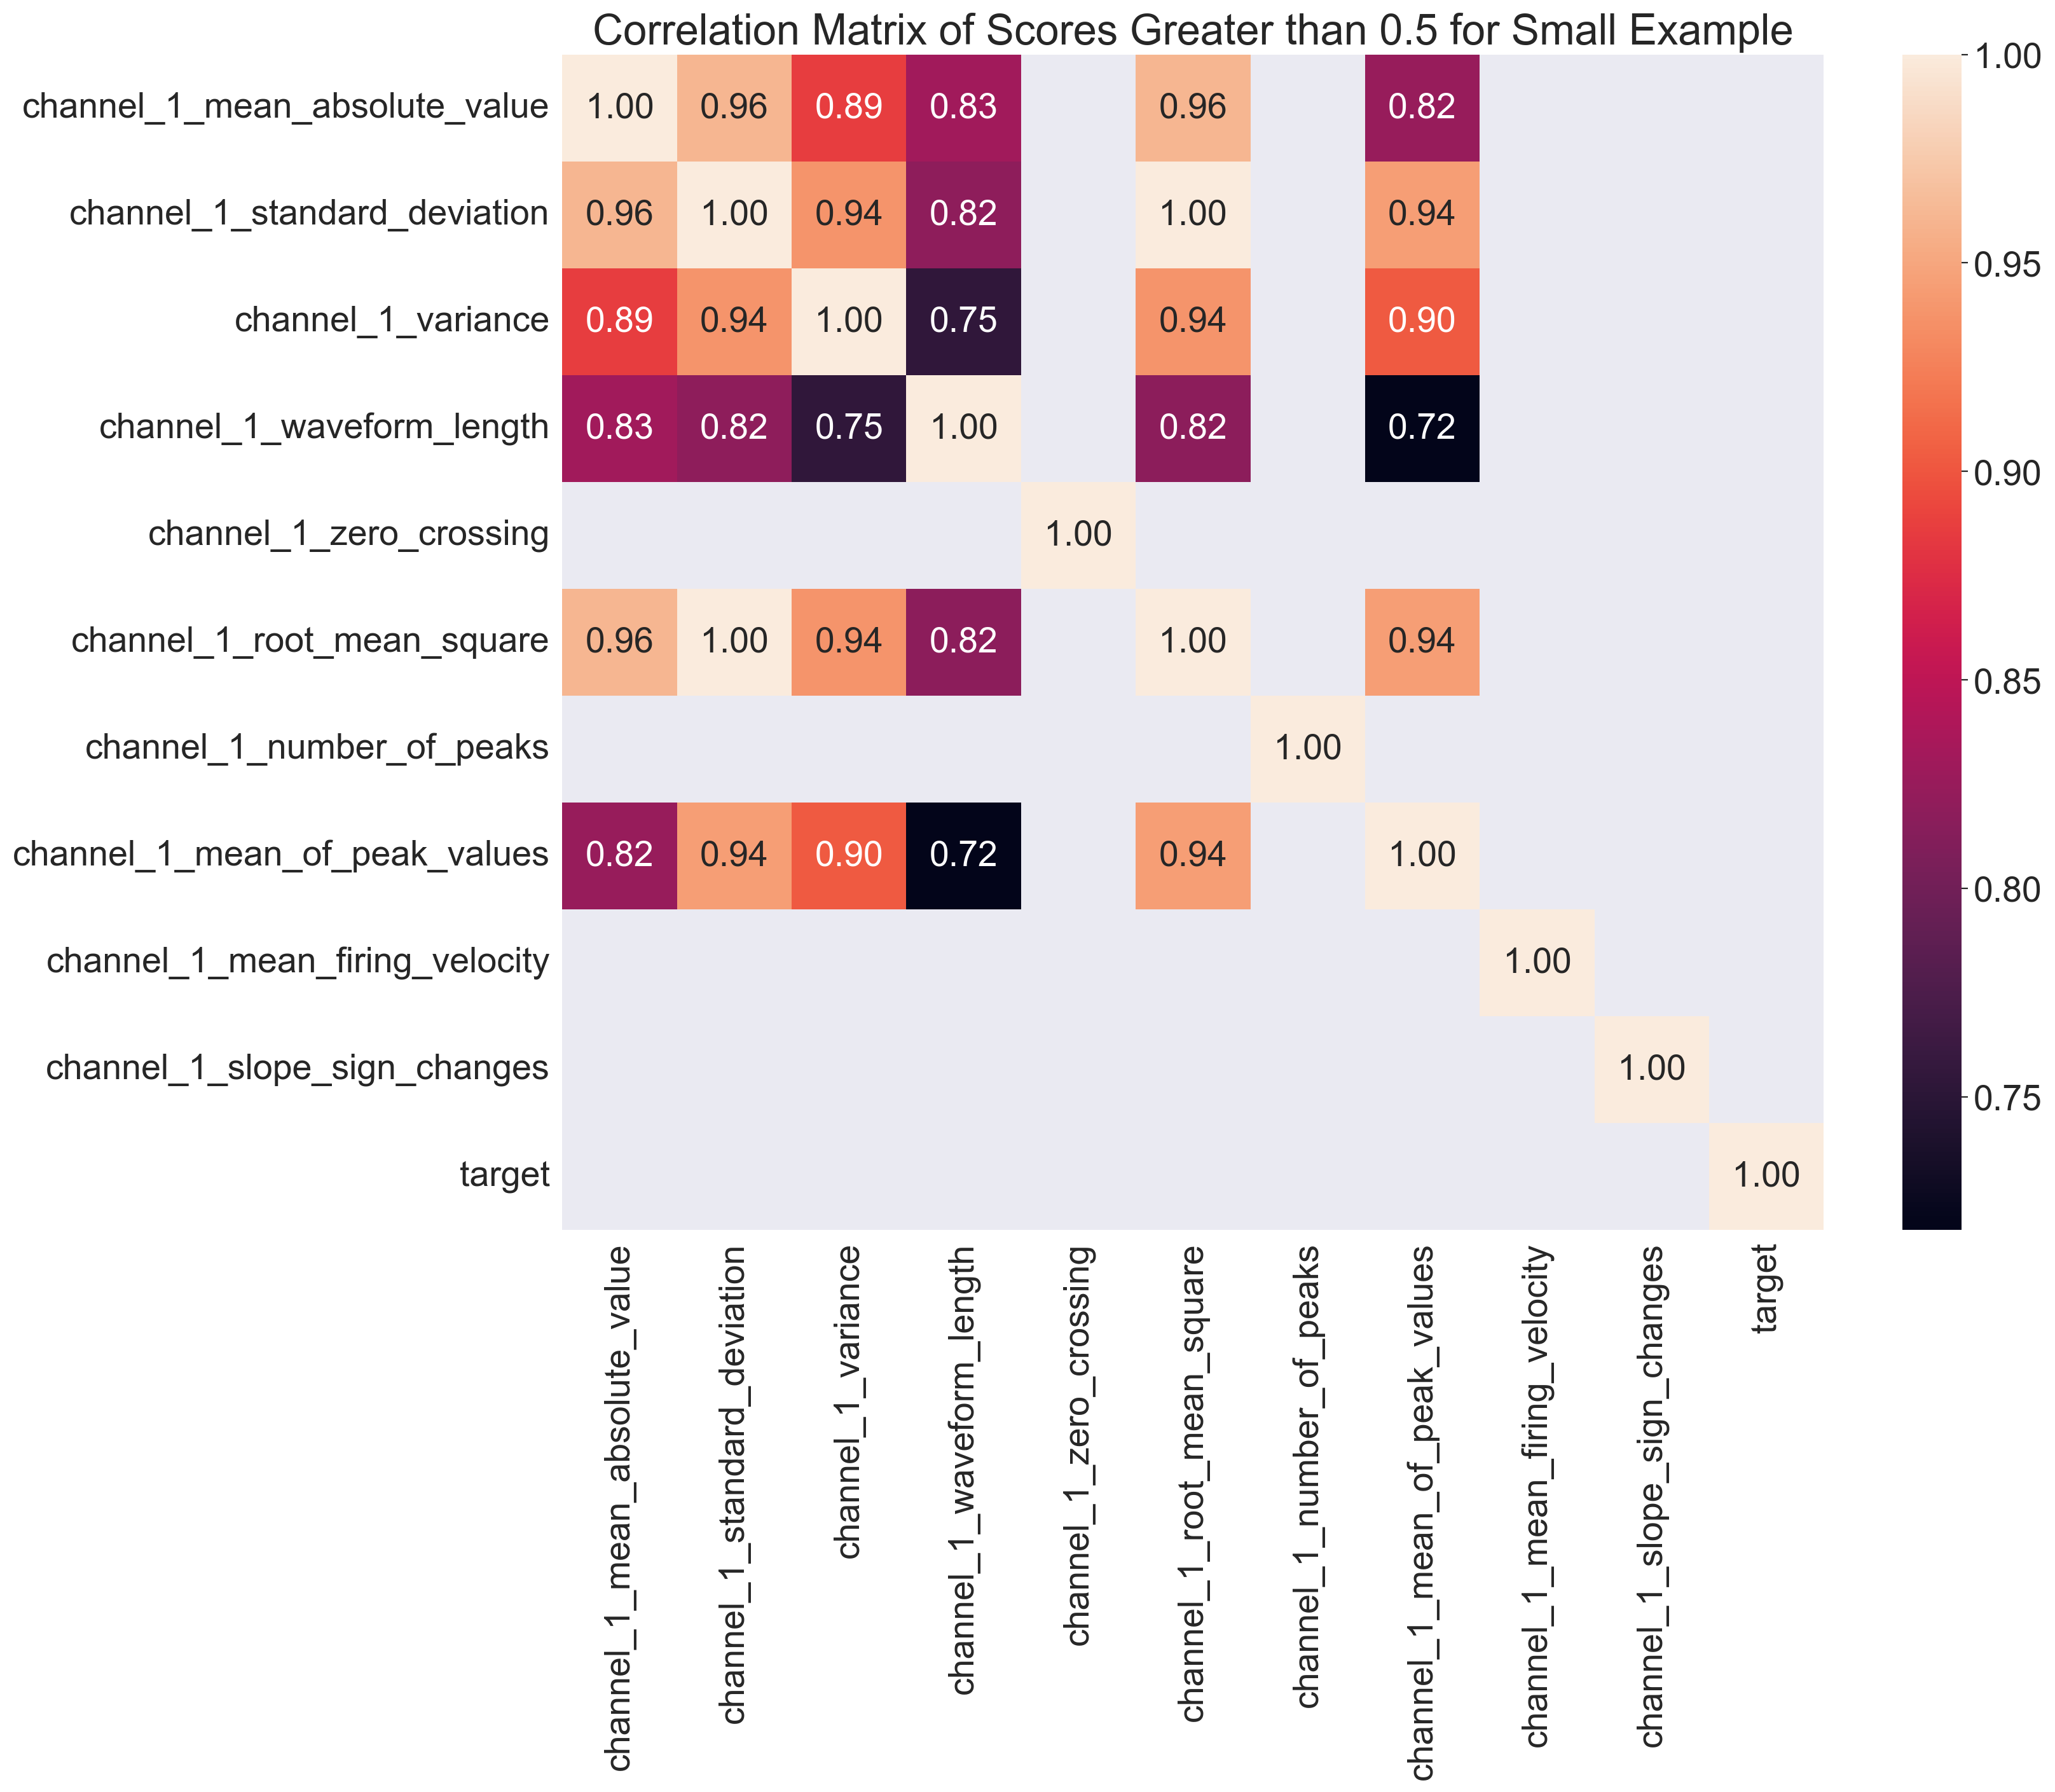 Correlation Matrix of Scores Greater than 0.5 for Small Example
channel_1_mean_absolute_value 1.00 0.96 0.89 0.83 0.96 0.82
channel_1_standard_deviation 0.96 1.00 0.94 0.82 1.00 0.94
channel_1_variance 0.89 0.94 1.00 0.75 0.94 0.90
channel_1_waveform_length 0.83 0.82 0.75 1.00 0.82 0.72
channel_1_zero_crossing 1.00
channel_1_root_mean_square 0.96 1.00 0.94 0.82 1.00 0.94
channel_1_number_of_peaks 1.00
channel_1_mean_of_peak_values 0.82 0.94 0.90 0.72 0.94 1.00
channel_1_mean_firing_velocity 1.00
channel_1_slope_sign_changes 1.00
target 1.00
channel_1_mean_absolute_value
channel_1_standard_deviation
channel_1_variance
channel_1_waveform_length
channel_1_zero_crossing
channel_1_root_mean_square
channel_1_number_of_peaks
channel_1_mean_of_peak_values
channel_1_mean_firing_velocity
channel_1_slope_sign_changes
target
1.00
0.95
0.90
0.85
0.80
0.75